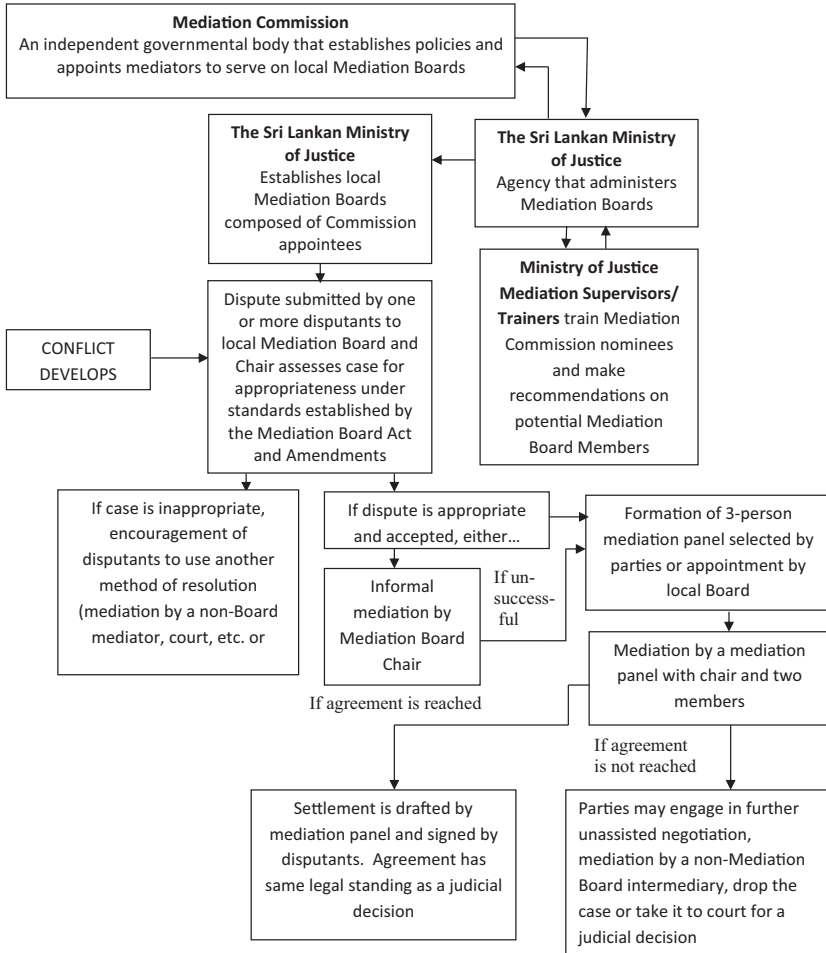 Mediation Commission
An independent governmental body that establishes policies and
appoints mediators to serve on local Mediation Boards
The Sri Lankan Ministry
of Justice
Establishes local
Mediation Boards
composed of Commission
appointees
The Sri Lankan Ministry
of Justice
Agency that administers
Mediation Boards
Ministry of Justice
Mediation Supervisors/
Trainers train Mediation
Commission nominees
and make
recommendations on
potential Mediation
Board Members
CONFLICT
DEVELOPS
Dispute submitted by one
or more disputants to
local Mediation Board and
Chair assesses case for
appropriateness under
standards established by
the Mediation Board Act
and Amendments
If case is inappropriate,
encouragement of
disputants to use another
method of resolution
(mediation by a non-Board
mediator, court, etc. or
If dispute is appropriate
and accepted, either…
Informal
mediation by
Mediation Board
Chair
If un-
successe-
ful
Formation of 3-person
mediation panel selected by
parties or appointment by
local Board
Mediation by a mediation
panel with chair and two
members
If agreement is reached
If agreement
is not reached
Settlement is drafted by
mediation panel and signed by
disputants. Agreement has
same legal standing as a judicial
decision
Parties may engage in further
unassisted negotiation,
mediation by a non-Mediation
Board intermediary, drop the
case or take it to court for a
judicial decision